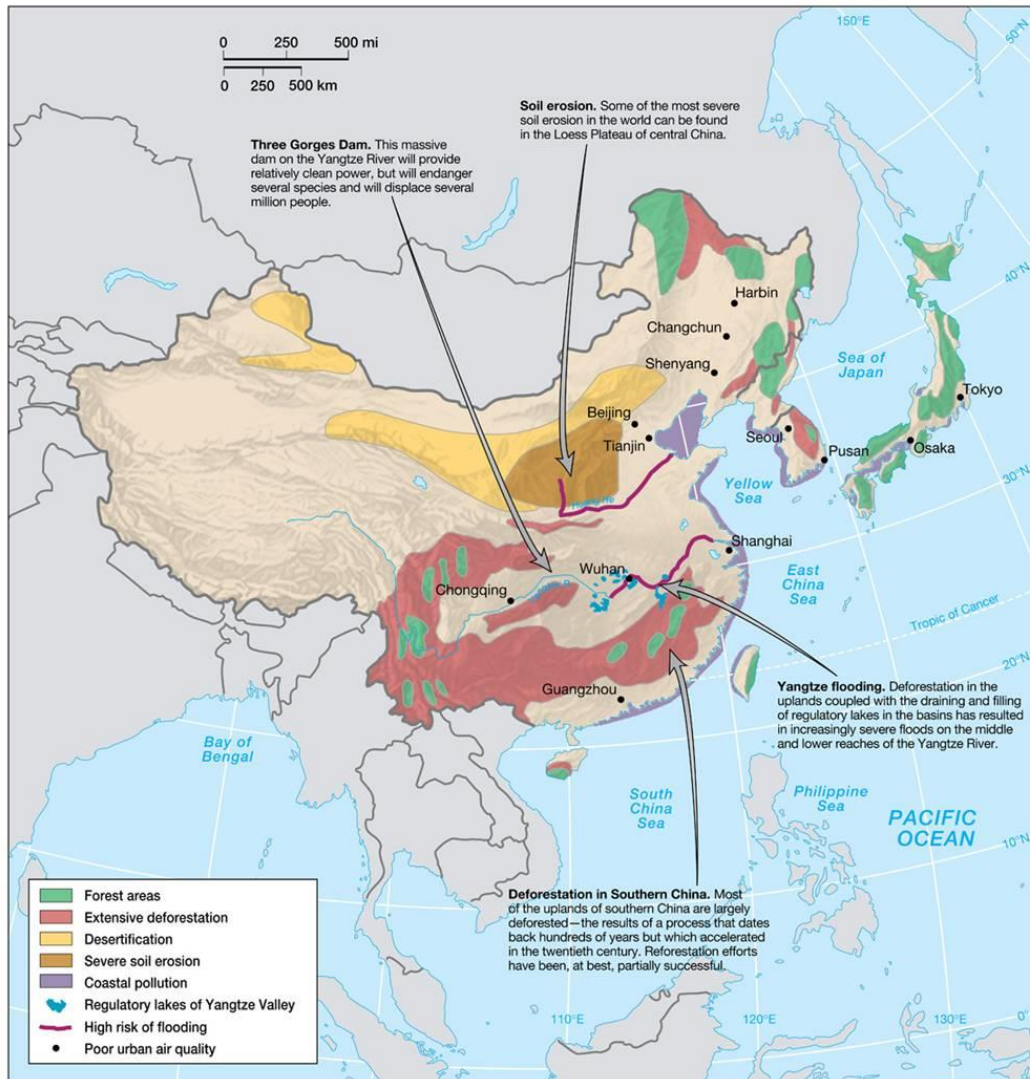 150°E
50°N
0 250 500 mi
0 250 500 km
Soil erosion. Some of the most severe
soil erosion in the world can be found
in the Loess Plateau of central China.
Three Gorges Dam. This massive
dam on the Yangtze River will provide
relatively clean power, but will endanger
several species and will displace several
million people.
40°N
Harbin
Changchun
Shenyang
Sea of
Japan
Beijing
Tianjin
Tokyo
Seoul
Pusan
Osaka
Yellow
Sea
30°N
Huang He
Shanghai
Wuhan
East
China
Sea
Chongqing
Tropic of Cancer
20°N
Guangzhou
Yangtze flooding. Deforestation in the
uplands coupled with the draining and filling
of regulatory lakes in the basins has resulted
in increasingly severe floods on the middle
and lower reaches of the Yangtze River.
Bay of
Bengal
South
China
Sea
Philippine
Sea
PACIFIC
OCEAN
10°N
Deforestation in Southern China. Most
of the uplands of southern China are largely
deforested—the results of a process that dates
back hundreds of years but which accelerated
in the twentieth century. Reforestation efforts
have been, at best, partially successful.
Forest areas
Extensive deforestation
Desertification
Severe soil erosion
Coastal pollution
Regulatory lakes of Yangtze Valley
High risk of flooding
Poor urban air quality
110°E
120°E
130°E
0°